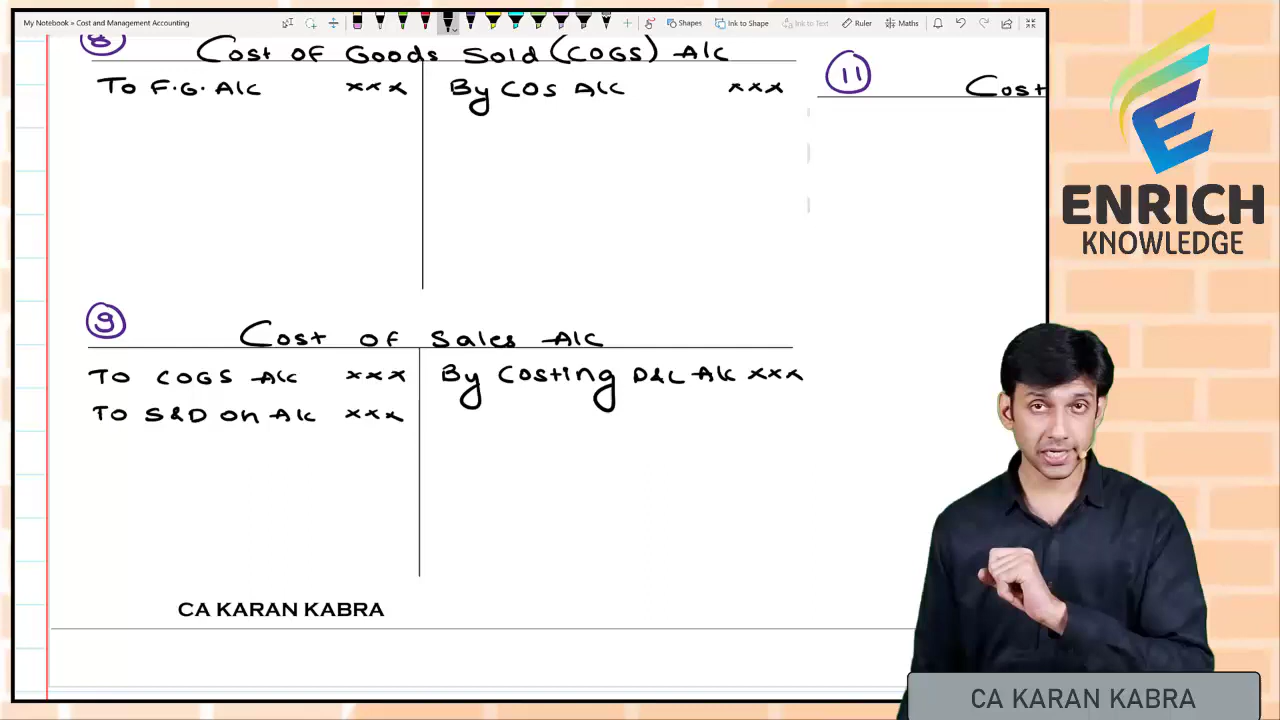 My Notebook » Cost and Management Accounting
Shapes
Ink to Shape
Ink to Text
Ruler
Maths
8
Cost of Goods Sold (COGS) A/c
To F.G. A/c xxx By COS A/c xxx
11
Cost
9
Cost of Sales A/c
To COGS A/c xxx By Costing P&L A/c xxx
To S&D OH A/c xxx
CA KARAN KABRA
ENRICH
KNOWLEDGE
CA KARAN KABRA